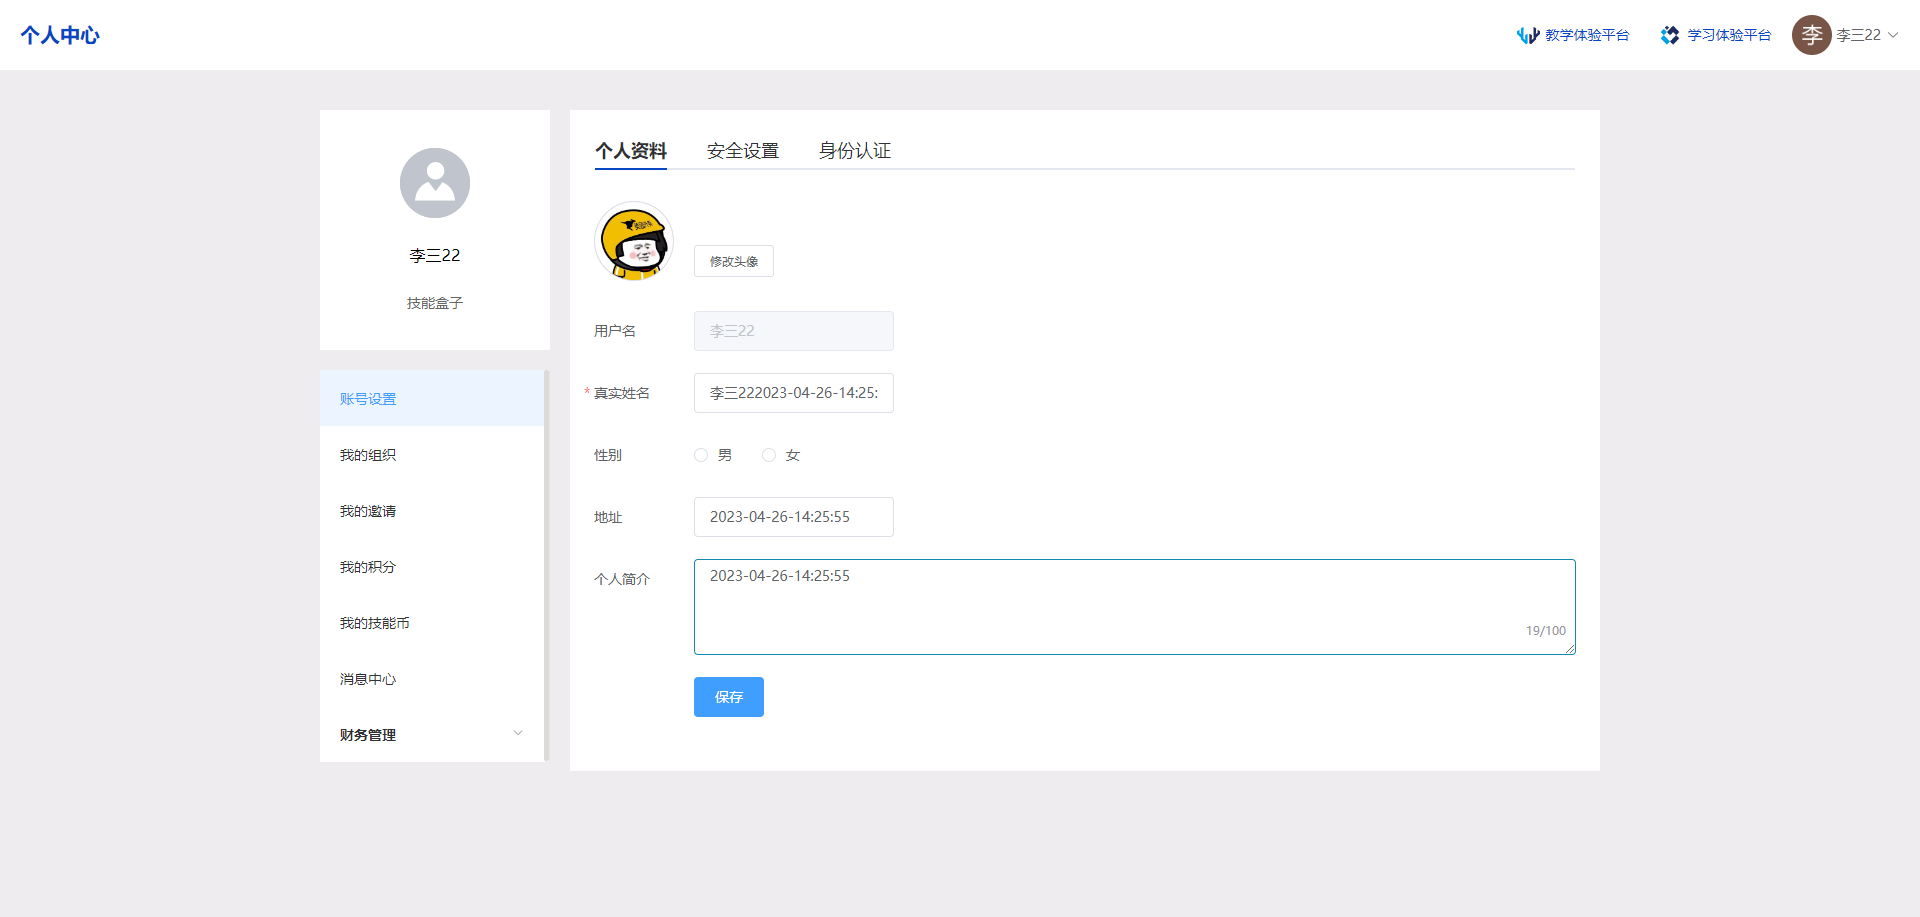 个人中心
教学体验平台
学习体验平台
李
李三22
李三22
技能盒子
账号设置
我的组织
我的邀请
我的积分
我的技能币
消息中心
财务管理
个人资料 安全设置 身份认证
修改头像
用户名 李三22
* 真实姓名 李三222023-04-26-14:25:
性别 男 女
地址 2023-04-26-14:25:55
个人简介 2023-04-26-14:25:55
19/100
保存